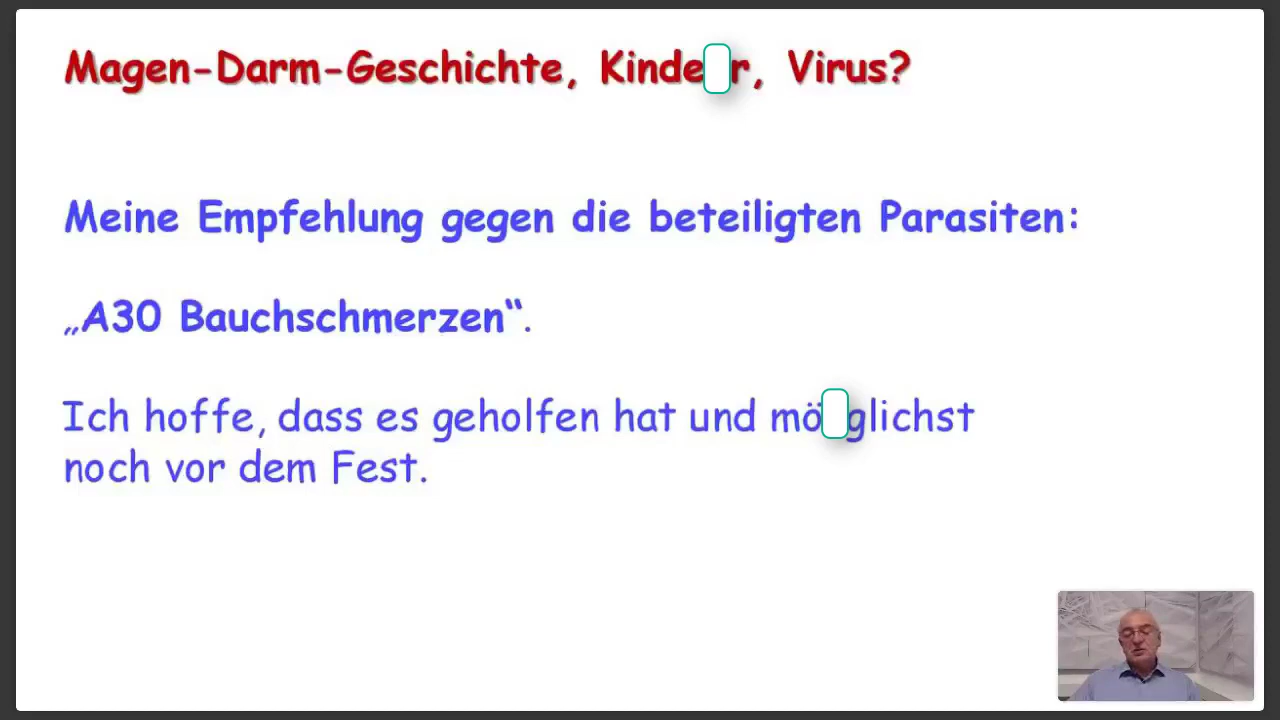 Magen-Darm-Geschichte, Kinder, Virus?
Meine Empfehlung gegen die beteiligten Parasiten:
„A30 Bauchschmerzen“.
Ich hoffe, dass es geholfen hat und möglichst
noch vor dem Fest.